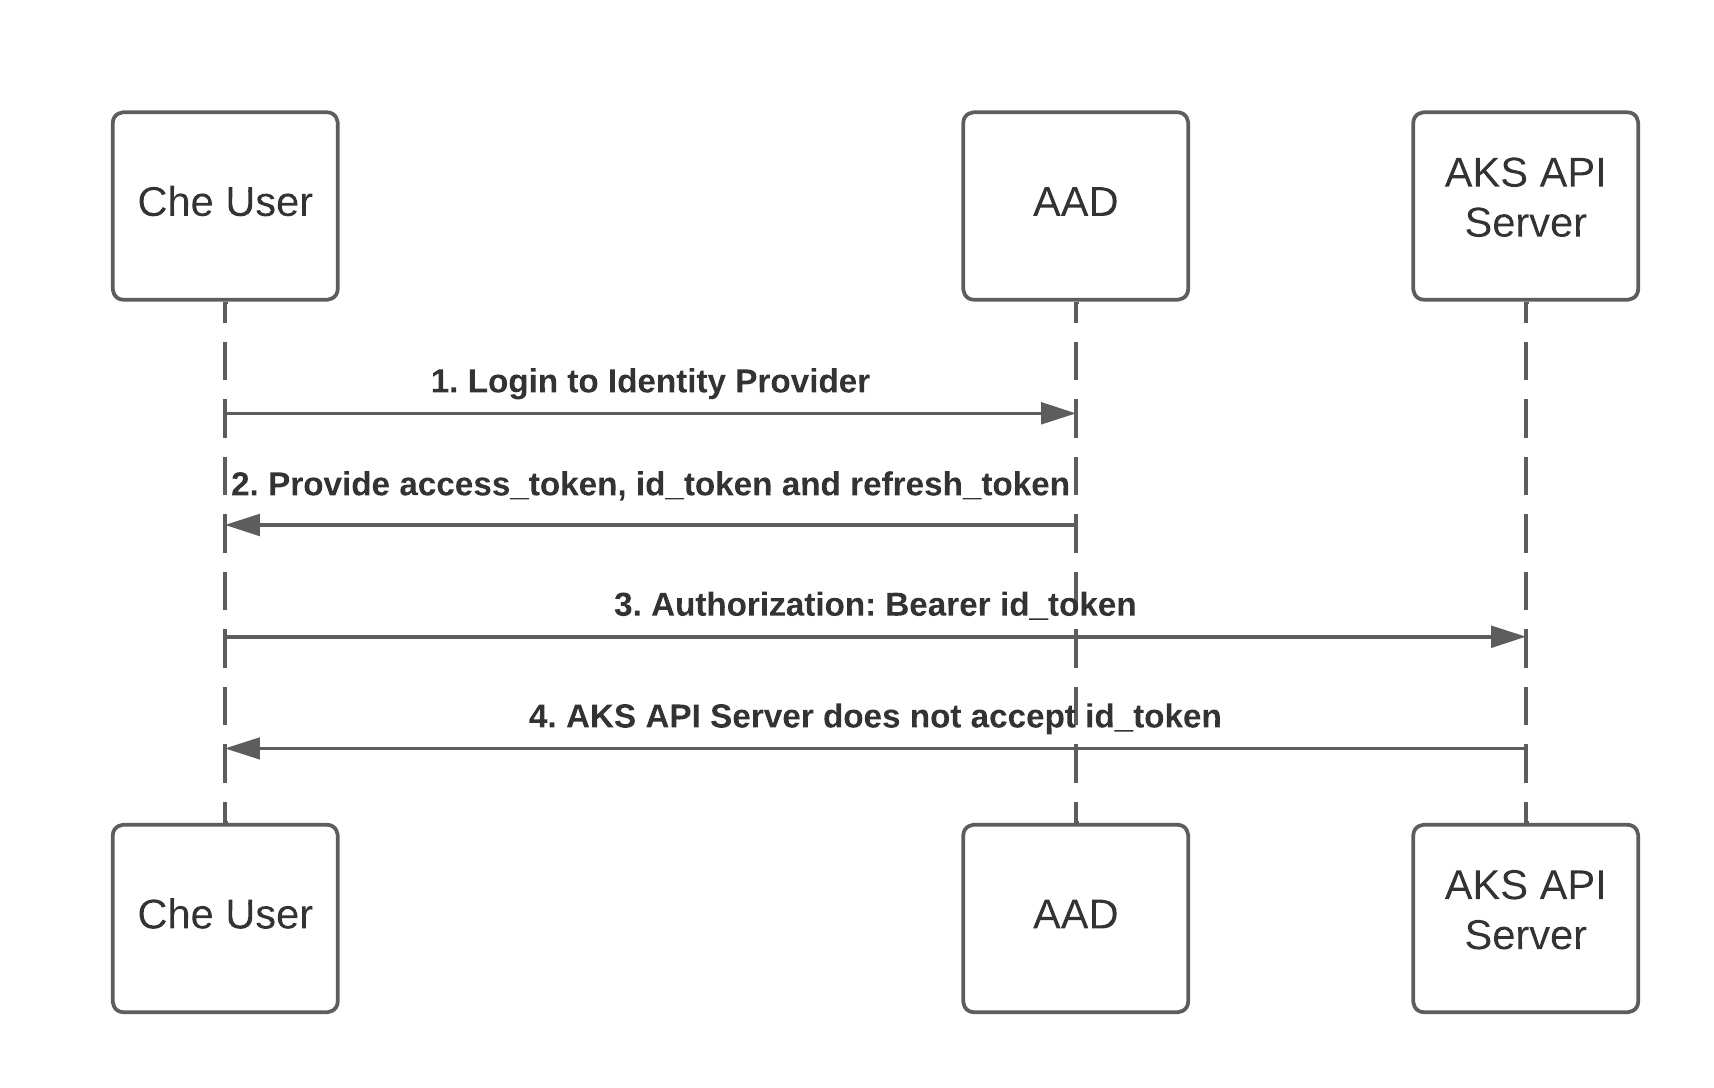 Che User
AAD
AKS API
Server
1. Login to Identity Provider
2. Provide access_token, id_token and refresh_token
3. Authorization: Bearer id_token
4. AKS API Server does not accept id_token
Che User
AAD
AKS API
Server